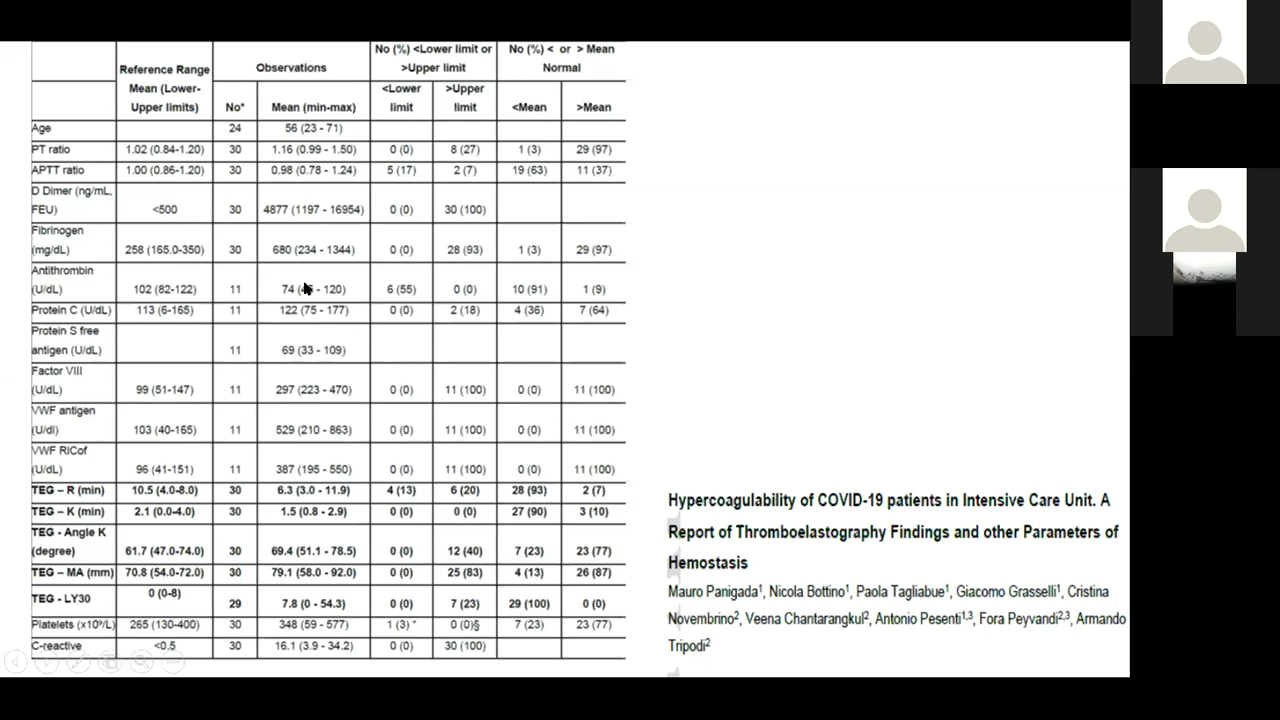 No (%) <Lower limit or >Upper limit
No (%) < or > Mean Normal
Reference Range Mean (Lower-Upper limits)
Observations
No*
Mean (min-max)
<Lower limit
>Upper limit
<Mean
>Mean
Age 24 56 (23 - 71)
PT ratio 1.02 (0.84-1.20) 30 1.16 (0.99 - 1.50) 0 (0) 8 (27) 1 (3) 29 (97)
APTT ratio 1.00 (0.86-1.20) 30 0.98 (0.78 - 1.24) 5 (17) 2 (7) 19 (63) 11 (37)
D Dimer (ng/mL,
FEU) <500 30 4877 (1197 - 16954) 0 (0) 30 (100)
Fibrinogen
(mg/dL) 258 (165.0-350) 30 680 (234 - 1344) 0 (0) 28 (93) 1 (3) 29 (97)
Antithrombin
(U/dL) 102 (82-122) 11 74 - 120) 6 (55) 0 (0) 10 (91) 1 (9)
Protein C (U/dL) 113 (6-165) 11 122 (75 - 177) 0 (0) 2 (18) 4 (36) 7 (64)
Protein S free
antigen (U/dL) 11 69 (33 - 109)
Factor VIII
(U/dL) 99 (51-147) 11 297 (223 - 470) 0 (0) 11 (100) 0 (0) 11 (100)
VWF antigen
(U/dl) 103 (40-165) 11 529 (210 - 863) 0 (0) 11 (100) 0 (0) 11 (100)
VWF RiCof
(U/dL) 96 (41-151) 11 387 (195 - 550) 0 (0) 11 (100) 0 (0) 11 (100)
TEG – R (min) 10.5 (4.0-8.0) 30 6.3 (3.0 - 11.9) 4 (13) 6 (20) 28 (93) 2 (7)
TEG – K (min) 2.1 (0.0-4.0) 30 1.5 (0.8 - 2.9) 0 (0) 0 (0) 27 (90) 3 (10)
TEG - Angle K
(degree) 61.7 (47.0-74.0) 30 69.4 (51.1 - 78.5) 0 (0) 12 (40) 7 (23) 23 (77)
TEG – MA (mm) 70.8 (54.0-72.0) 30 79.1 (58.0 - 92.0) 0 (0) 25 (83) 4 (13) 26 (87)
TEG - LY30 0 (0-8) 29 7.8 (0 - 54.3) 0 (0) 7 (23) 29 (100) 0 (0)
Platelets (x10⁹/L) 265 (130-400) 30 348 (59 - 577) 1 (3) * 0 (0)§ 7 (23) 23 (77)
C-reactive <0.5 30 16.1 (3.9 - 34.2) 0 (0) 30 (100)
Hypercoagulability of COVID-19 patients in Intensive Care Unit. A
Report of Thromboelastography Findings and other Parameters of
Hemostasis
Mauro Panigada¹, Nicola Bottino¹, Paola Tagliabue¹, Giacomo Grasselli¹, Cristina
Novembrino², Veena Chantarangkul², Antonio Pesenti¹,³, Fora Peyvandi²,³, Armando
Tripodi²